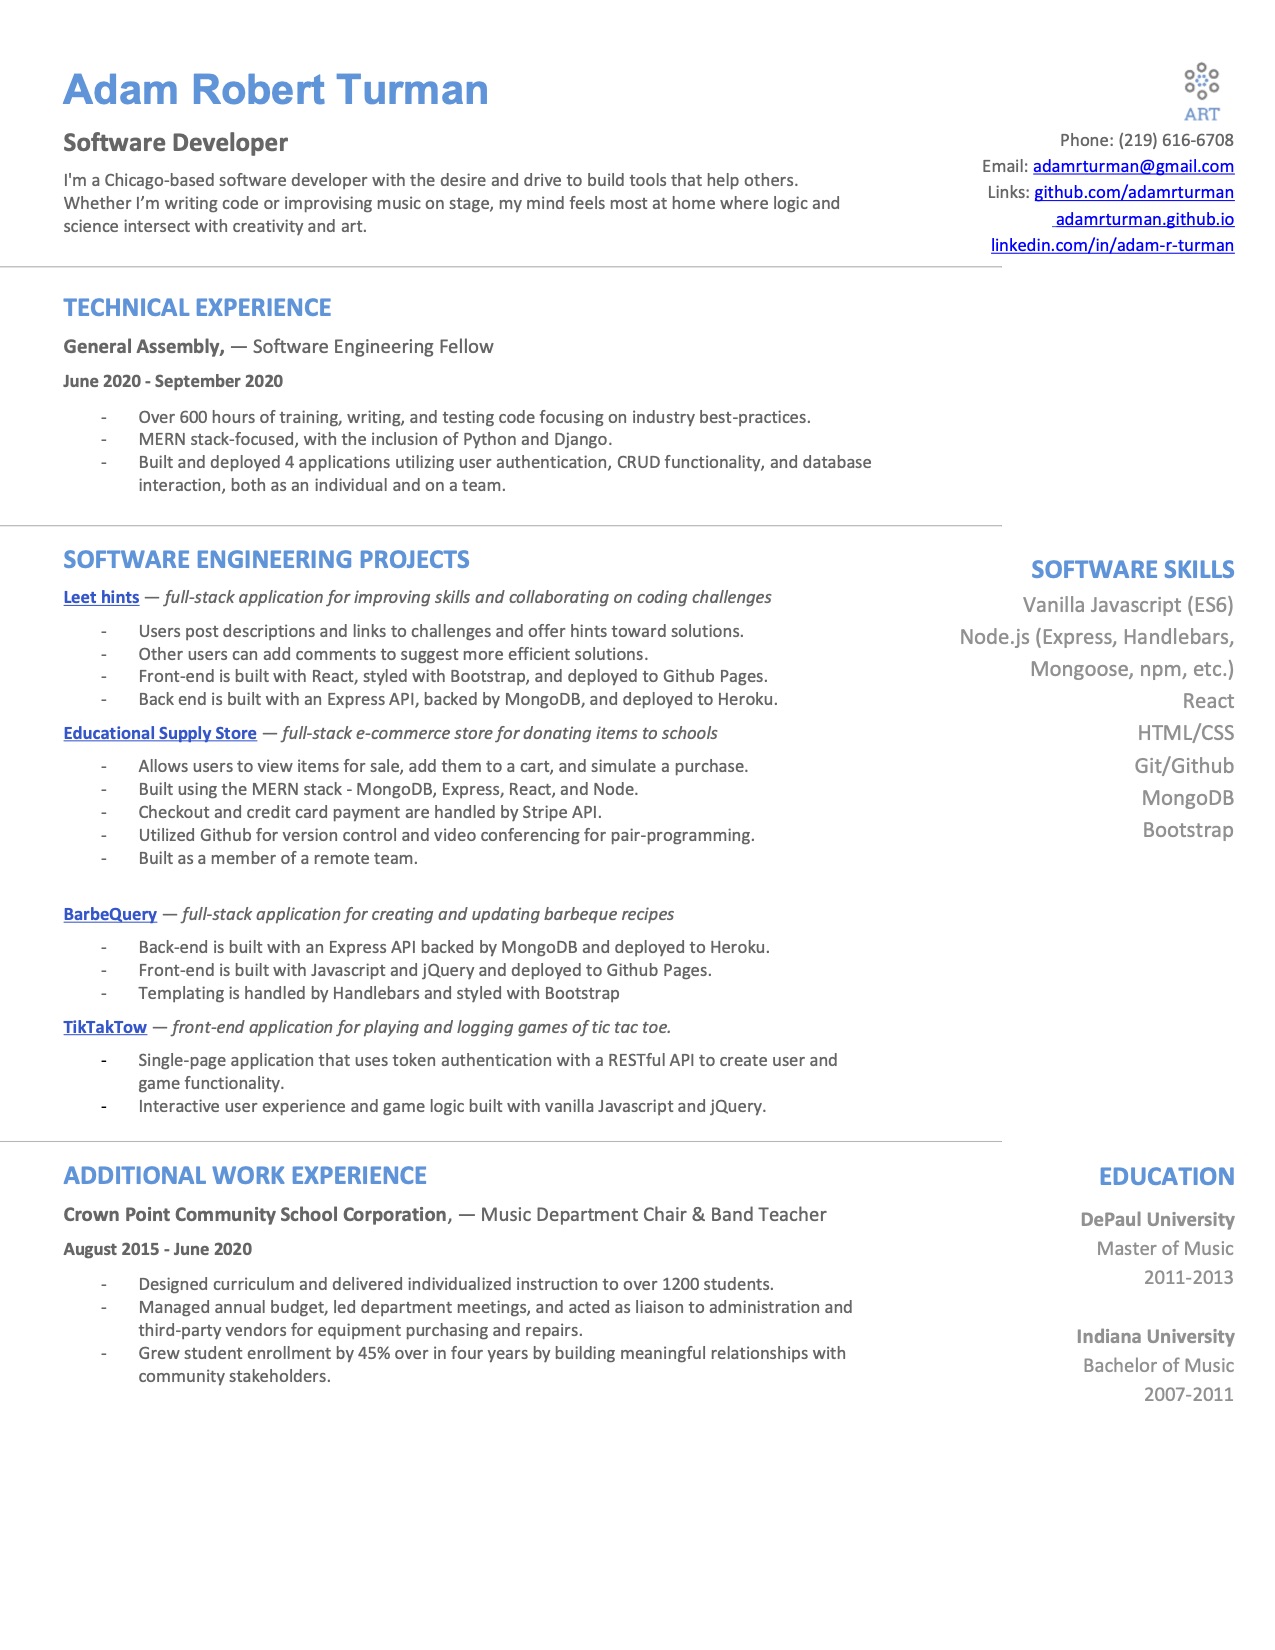 Adam Robert Turman
Software Developer
I'm a Chicago-based software developer with the desire and drive to build tools that help others.
Whether I’m writing code or improvising music on stage, my mind feels most at home where logic and
science intersect with creativity and art.
ART
Phone: (219) 616-6708
Email: adamrturman@gmail.com
Links: github.com/adamrturman
adamrturman.github.io
linkedin.com/in/adam-r-turman
TECHNICAL EXPERIENCE
General Assembly, — Software Engineering Fellow
June 2020 - September 2020
- Over 600 hours of training, writing, and testing code focusing on industry best-practices.
- MERN stack-focused, with the inclusion of Python and Django.
- Built and deployed 4 applications utilizing user authentication, CRUD functionality, and database
interaction, both as an individual and on a team.
SOFTWARE ENGINEERING PROJECTS
Leet hints — full-stack application for improving skills and collaborating on coding challenges
- Users post descriptions and links to challenges and offer hints toward solutions.
- Other users can add comments to suggest more efficient solutions.
- Front-end is built with React, styled with Bootstrap, and deployed to Github Pages.
- Back end is built with an Express API, backed by MongoDB, and deployed to Heroku.
Educational Supply Store — full-stack e-commerce store for donating items to schools
- Allows users to view items for sale, add them to a cart, and simulate a purchase.
- Built using the MERN stack - MongoDB, Express, React, and Node.
- Checkout and credit card payment are handled by Stripe API.
- Utilized Github for version control and video conferencing for pair-programming.
- Built as a member of a remote team.
BarbeQuery — full-stack application for creating and updating barbeque recipes
- Back-end is built with an Express API backed by MongoDB and deployed to Heroku.
- Front-end is built with Javascript and jQuery and deployed to Github Pages.
- Templating is handled by Handlebars and styled with Bootstrap
TikTakTow — front-end application for playing and logging games of tic tac toe.
- Single-page application that uses token authentication with a RESTful API to create user and
game functionality.
- Interactive user experience and game logic built with vanilla Javascript and jQuery.
SOFTWARE SKILLS
Vanilla Javascript (ES6)
Node.js (Express, Handlebars,
Mongoose, npm, etc.)
React
HTML/CSS
Git/Github
MongoDB
Bootstrap
ADDITIONAL WORK EXPERIENCE
Crown Point Community School Corporation, — Music Department Chair & Band Teacher
August 2015 - June 2020
- Designed curriculum and delivered individualized instruction to over 1200 students.
- Managed annual budget, led department meetings, and acted as liaison to administration and
third-party vendors for equipment purchasing and repairs.
- Grew student enrollment by 45% over in four years by building meaningful relationships with
community stakeholders.
EDUCATION
DePaul University
Master of Music
2011-2013
Indiana University
Bachelor of Music
2007-2011